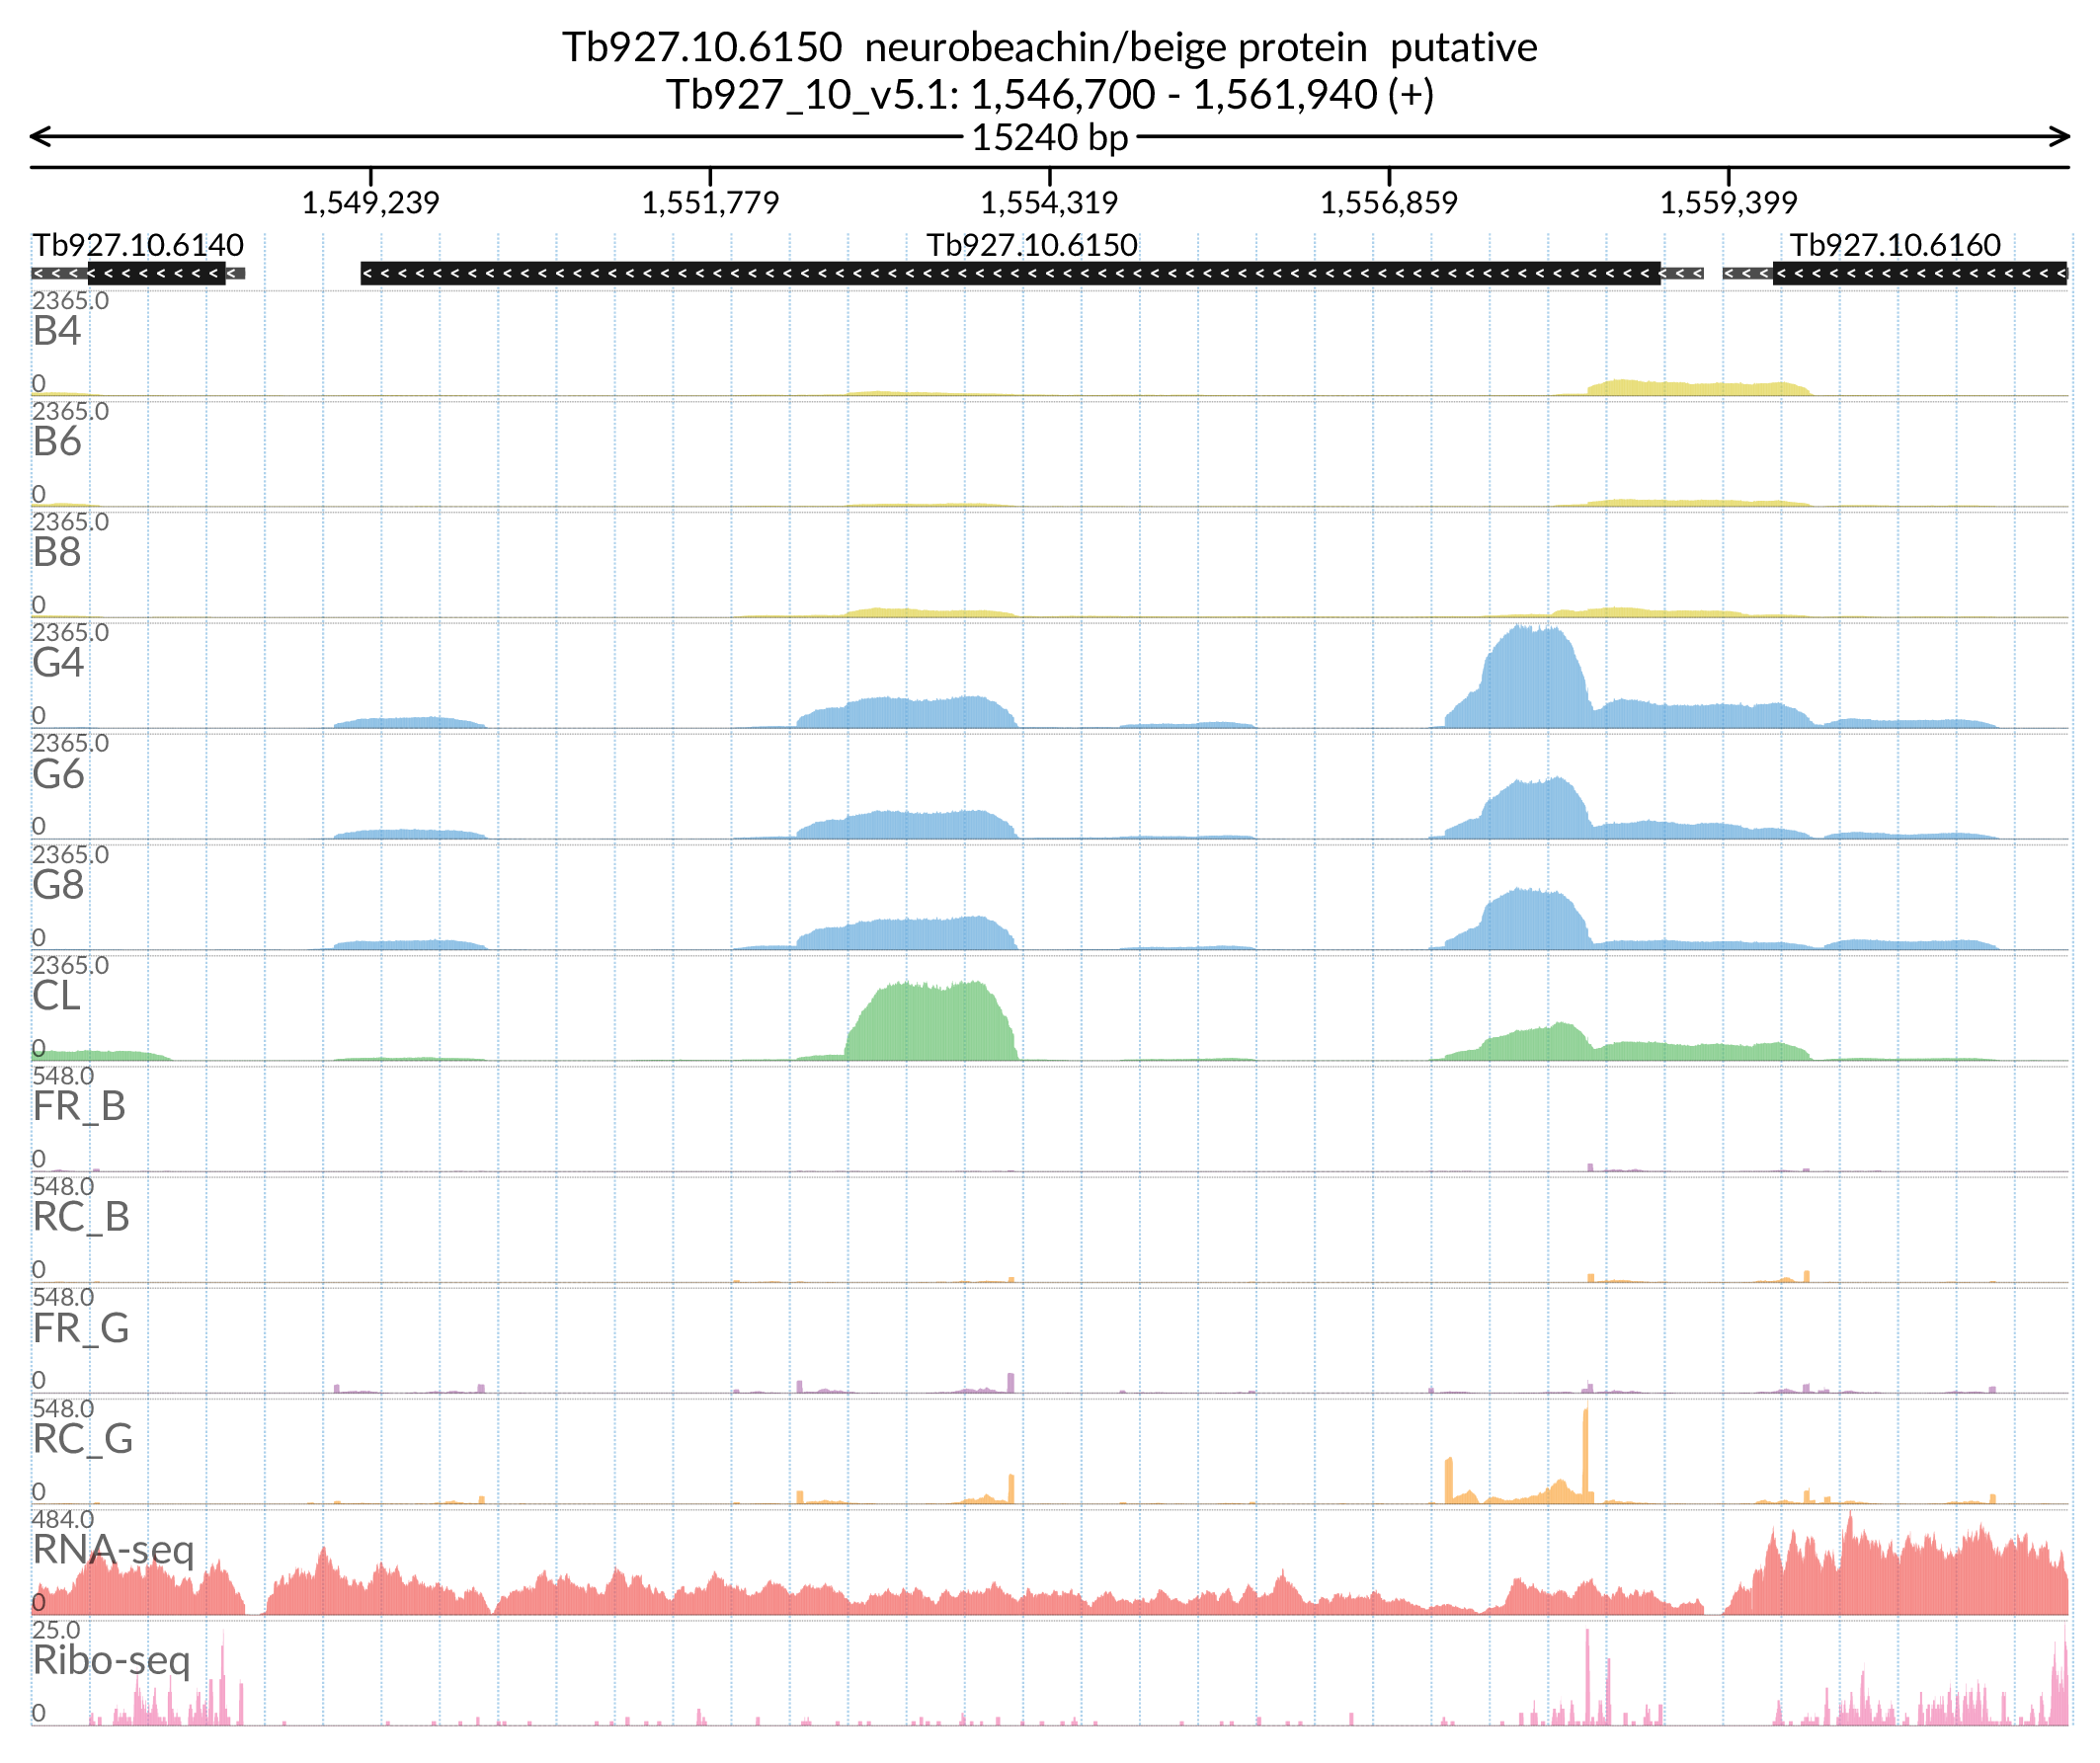 Tb927.10.6150 neurobeachin/beige protein putative
Tb927_10_v5.1: 1,546,700 - 1,561,940 (+)
15240 bp
1,549,239 1,551,779 1,554,319 1,556,859 1,559,399
Tb927.10.6140 Tb927.10.6150 Tb927.10.6160
2365.0
B4
0
2365.0
B6
0
2365.0
B8
0
2365.0
G4
0
2365.0
G6
0
2365.0
G8
0
2365.0
CL
0
548.0
FR_B
0
548.0
RC_B
0
548.0
FR_G
0
548.0
RC_G
0
484.0
RNA-seq
0
25.0
Ribo-seq
0